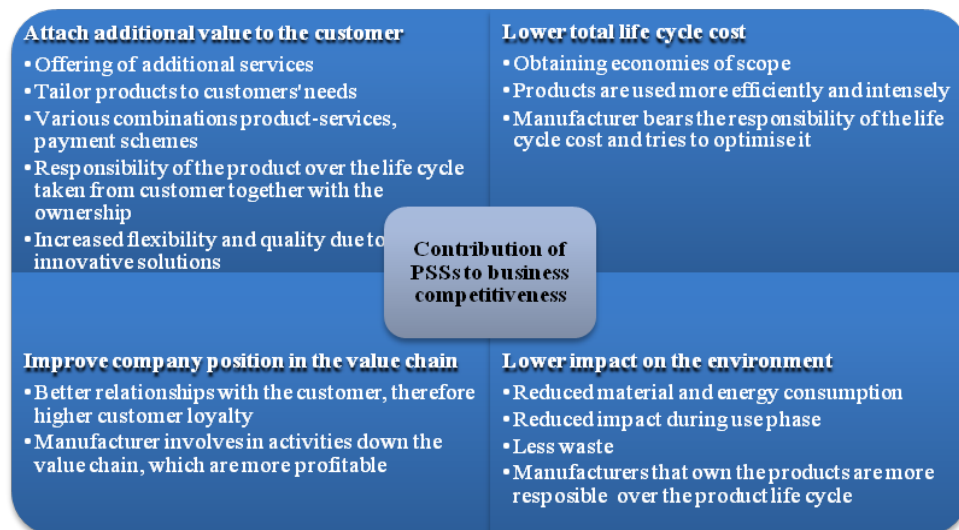 Attach additional value to the customer
•Offering of additional services
•Tailor products to customers' needs
•Various combinations product-services,
payment schemes
•Responsibility of the product over the life cycle
taken from customer together with the
ownership
•Increased flexibility and quality due to
innovative solutions
Lower total life cycle cost
•Obtaining economies of scope
•Products are used more efficiently and intensely
•Manufacturer bears the responsibility of the life
cycle cost and tries to optimise it
Contribution of
PSSs to business
competitiveness
Improve company position in the value chain
•Better relationships with the customer, therefore
higher customer loyalty
•Manufacturer involves in activities down the
value chain, which are more profitable
Lower impact on the environment
•Reduced material and energy consumption
•Reduced impact during use phase
•Less waste
•Manufacturers that own the products are more
resposible over the product life cycle